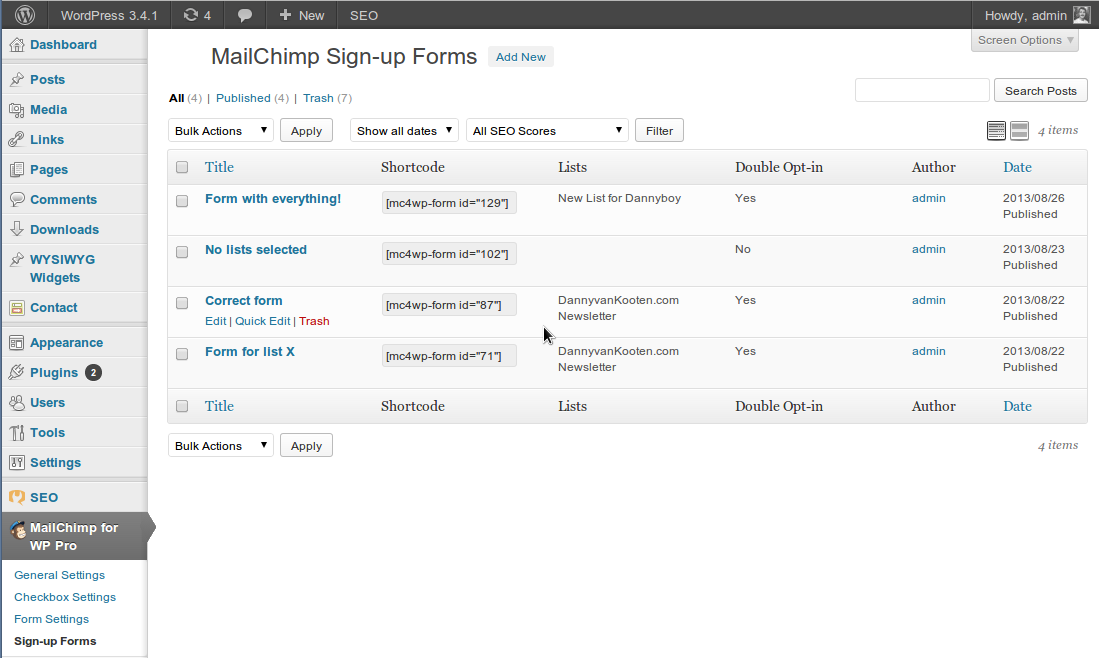 WordPress 3.4.1 4 New SEO Howdy, admin
Screen Options
Dashboard
Posts
Media
Links
Pages
Comments
Downloads
WYSIWYG
Widgets
Contact
Appearance
Plugins 2
Users
Tools
Settings
SEO
MailChimp for
WP Pro
General Settings
Checkbox Settings
Form Settings
Sign-up Forms
MailChimp Sign-up Forms Add New
All (4) | Published (4) | Trash (7)
Search Posts
Bulk Actions Apply Show all dates All SEO Scores Filter 4 items
Title Shortcode Lists Double Opt-in Author Date
Form with everything! [mc4wp-form id="129"] New List for Dannyboy Yes admin 2013/08/26
Published
No lists selected [mc4wp-form id="102"] No admin 2013/08/23
Published
Correct form [mc4wp-form id="87"] DannyvanKooten.com Yes admin 2013/08/22
Edit | Quick Edit | Trash Newsletter Published
Form for list X [mc4wp-form id="71"] DannyvanKooten.com Yes admin 2013/08/22
Newsletter Published
Title Shortcode Lists Double Opt-in Author Date
Bulk Actions Apply 4 items